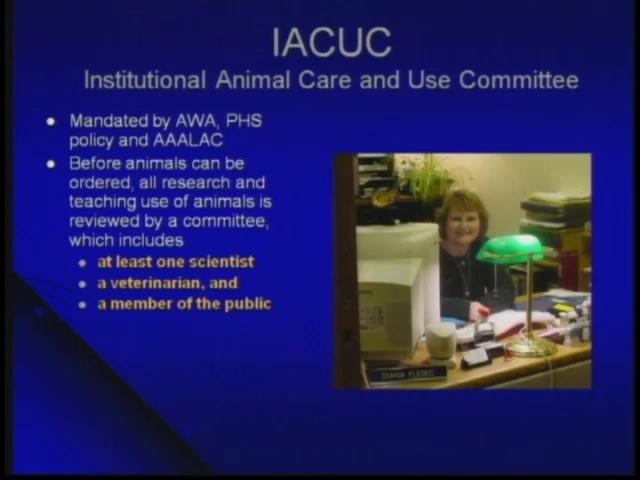 IACUC
Institutional Animal Care and Use Committee
Mandated by AWA, PHS
policy and AAALAC
Before animals can be
ordered, all research and
teaching use of animals is
reviewed by a committee,
which includes
at least one scientist
a veterinarian, and
a member of the public
DIANA